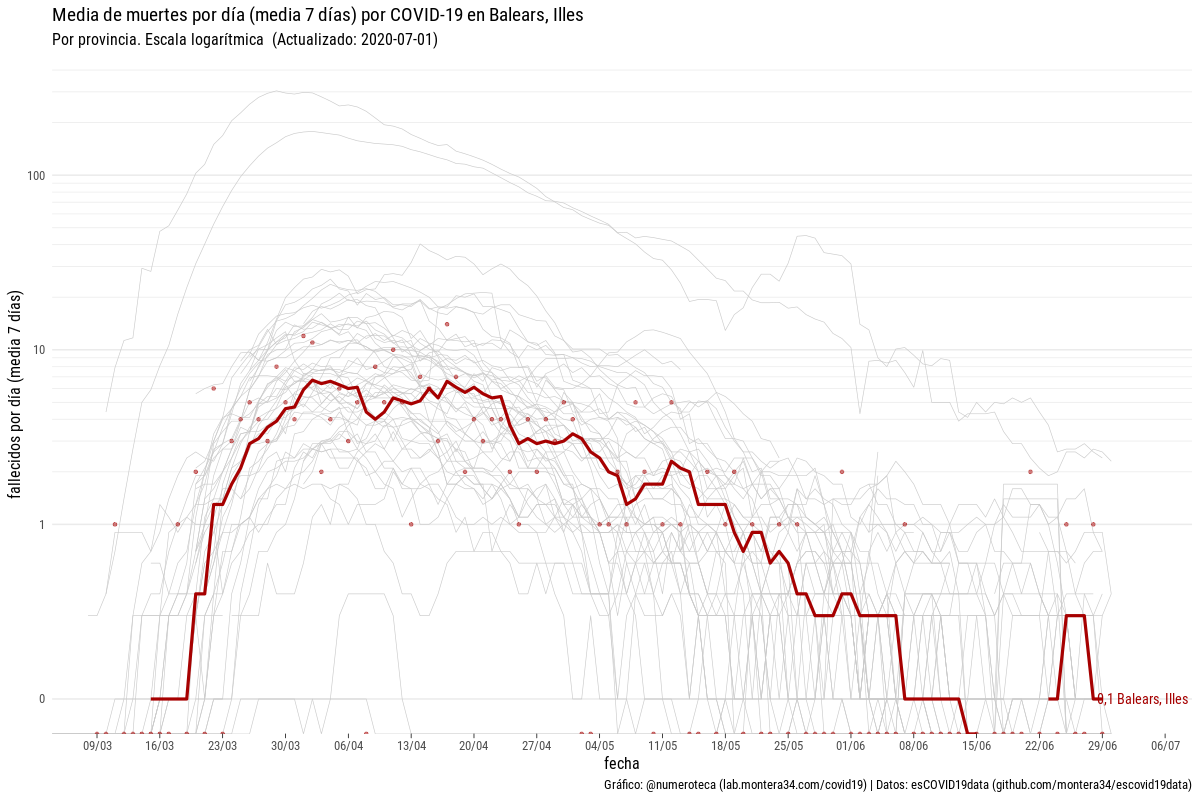 Media de muertes por día (media 7 días) por COVID-19 en Balears, Illes
Por provincia. Escala logarítmica (Actualizado: 2020-07-01)
fallecidos por día (media 7 días)
100
10
1
0
0,1 Balears, Illes
09/03 16/03 23/03 30/03 06/04 13/04 20/04 27/04 04/05 11/05 18/05 25/05 01/06 08/06 15/06 22/06 29/06 06/07
fecha
Gráfico: @numeroteca (lab.montera34.com/covid19) | Datos: esCOVID19data (github.com/montera34/escovid19data)